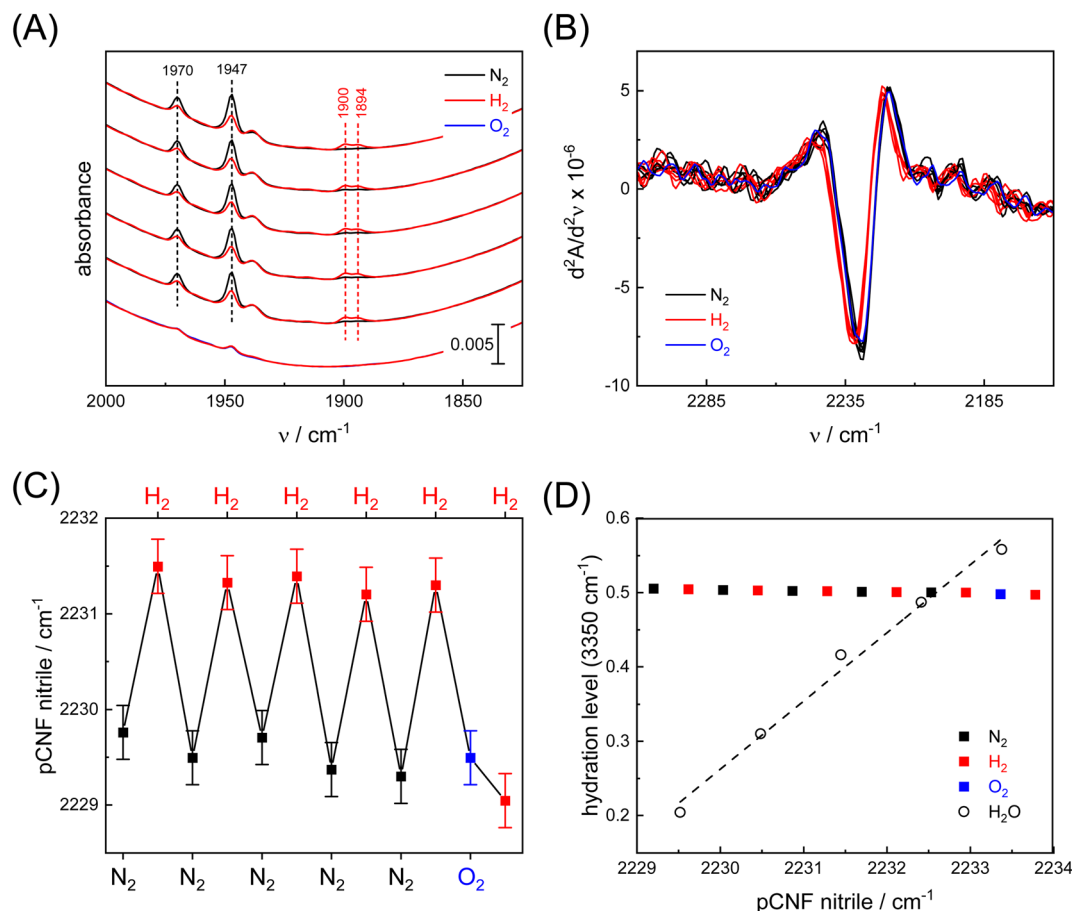 (A)
1970
1947
1900
1894
N₂
H₂
O₂
absorbance
0.005
2000
1950
1900
1850
ν / cm⁻¹
(B)
10
5
0
-5
-10
d²A/d²ν x 10⁻⁶
N₂
H₂
O₂
2285
2235
2185
ν / cm⁻¹
(C)
H₂ H₂ H₂ H₂ H₂ H₂
2232
2231
2230
2229
pCNF nitrile / cm⁻¹
N₂ N₂ N₂ N₂ N₂ O₂
(D)
0.6
0.5
0.4
0.3
0.2
hydration level (3350 cm⁻¹)
N₂
H₂
O₂
H₂O
2229 2230 2231 2232 2233 2234
pCNF nitrile / cm⁻¹